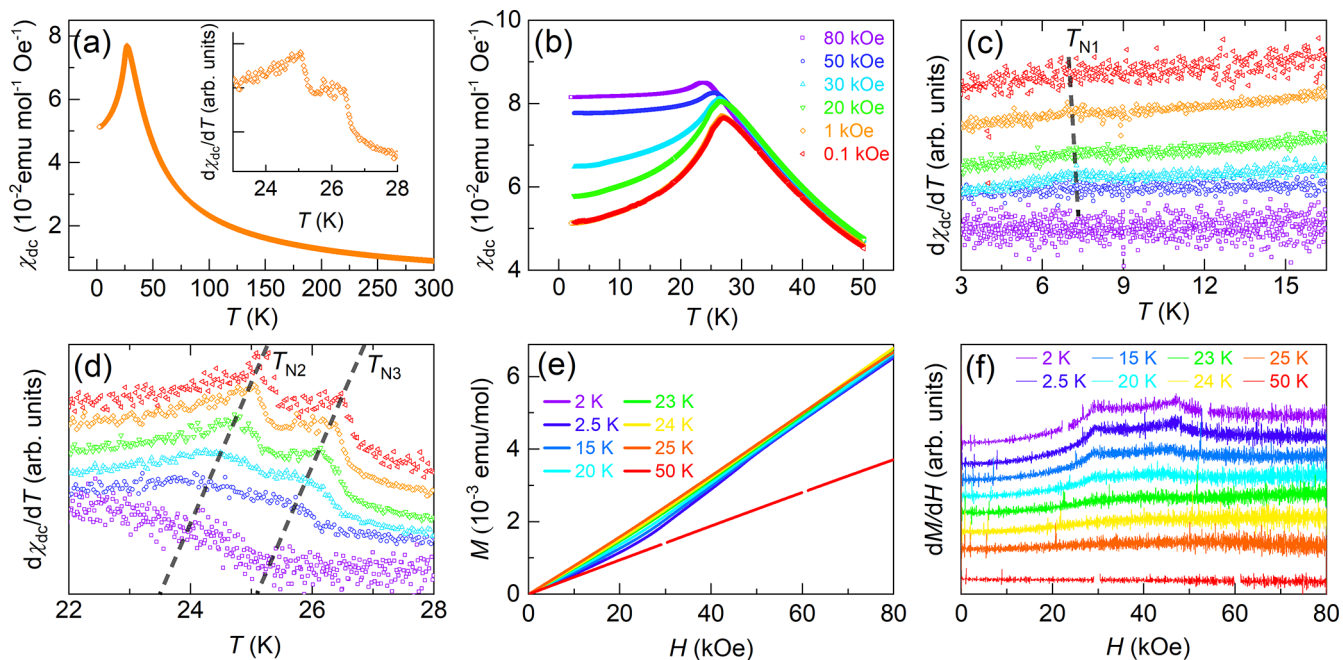 (a)
χdc (10⁻² emu mol⁻¹ Oe⁻¹)
8
6
4
2
0 50 100 150 200 250 300
T (K)
dχdc/dT (arb. units)
24 26 28
T (K)
(b)
χdc (10⁻² emu mol⁻¹ Oe⁻¹)
10
8
6
4
0 10 20 30 40 50 60
T (K)
80 kOe
50 kOe
30 kOe
20 kOe
1 kOe
0.1 kOe
(c)
TN1
dχdc/dT (arb. units)
3 6 9 12 15
T (K)
(d)
TN2
TN3
dχdc/dT (arb. units)
22 24 26 28
T (K)
(e)
M (10⁻³ emu/mol)
6
4
2
0
2 K 23 K
2.5 K 24 K
15 K 25 K
20 K 50 K
0 20 40 60 80
H (kOe)
(f)
2 K 15 K 23 K 25 K
2.5 K 20 K 24 K 50 K
dM/dH (arb. units)
0 20 40 60 80
H (kOe)